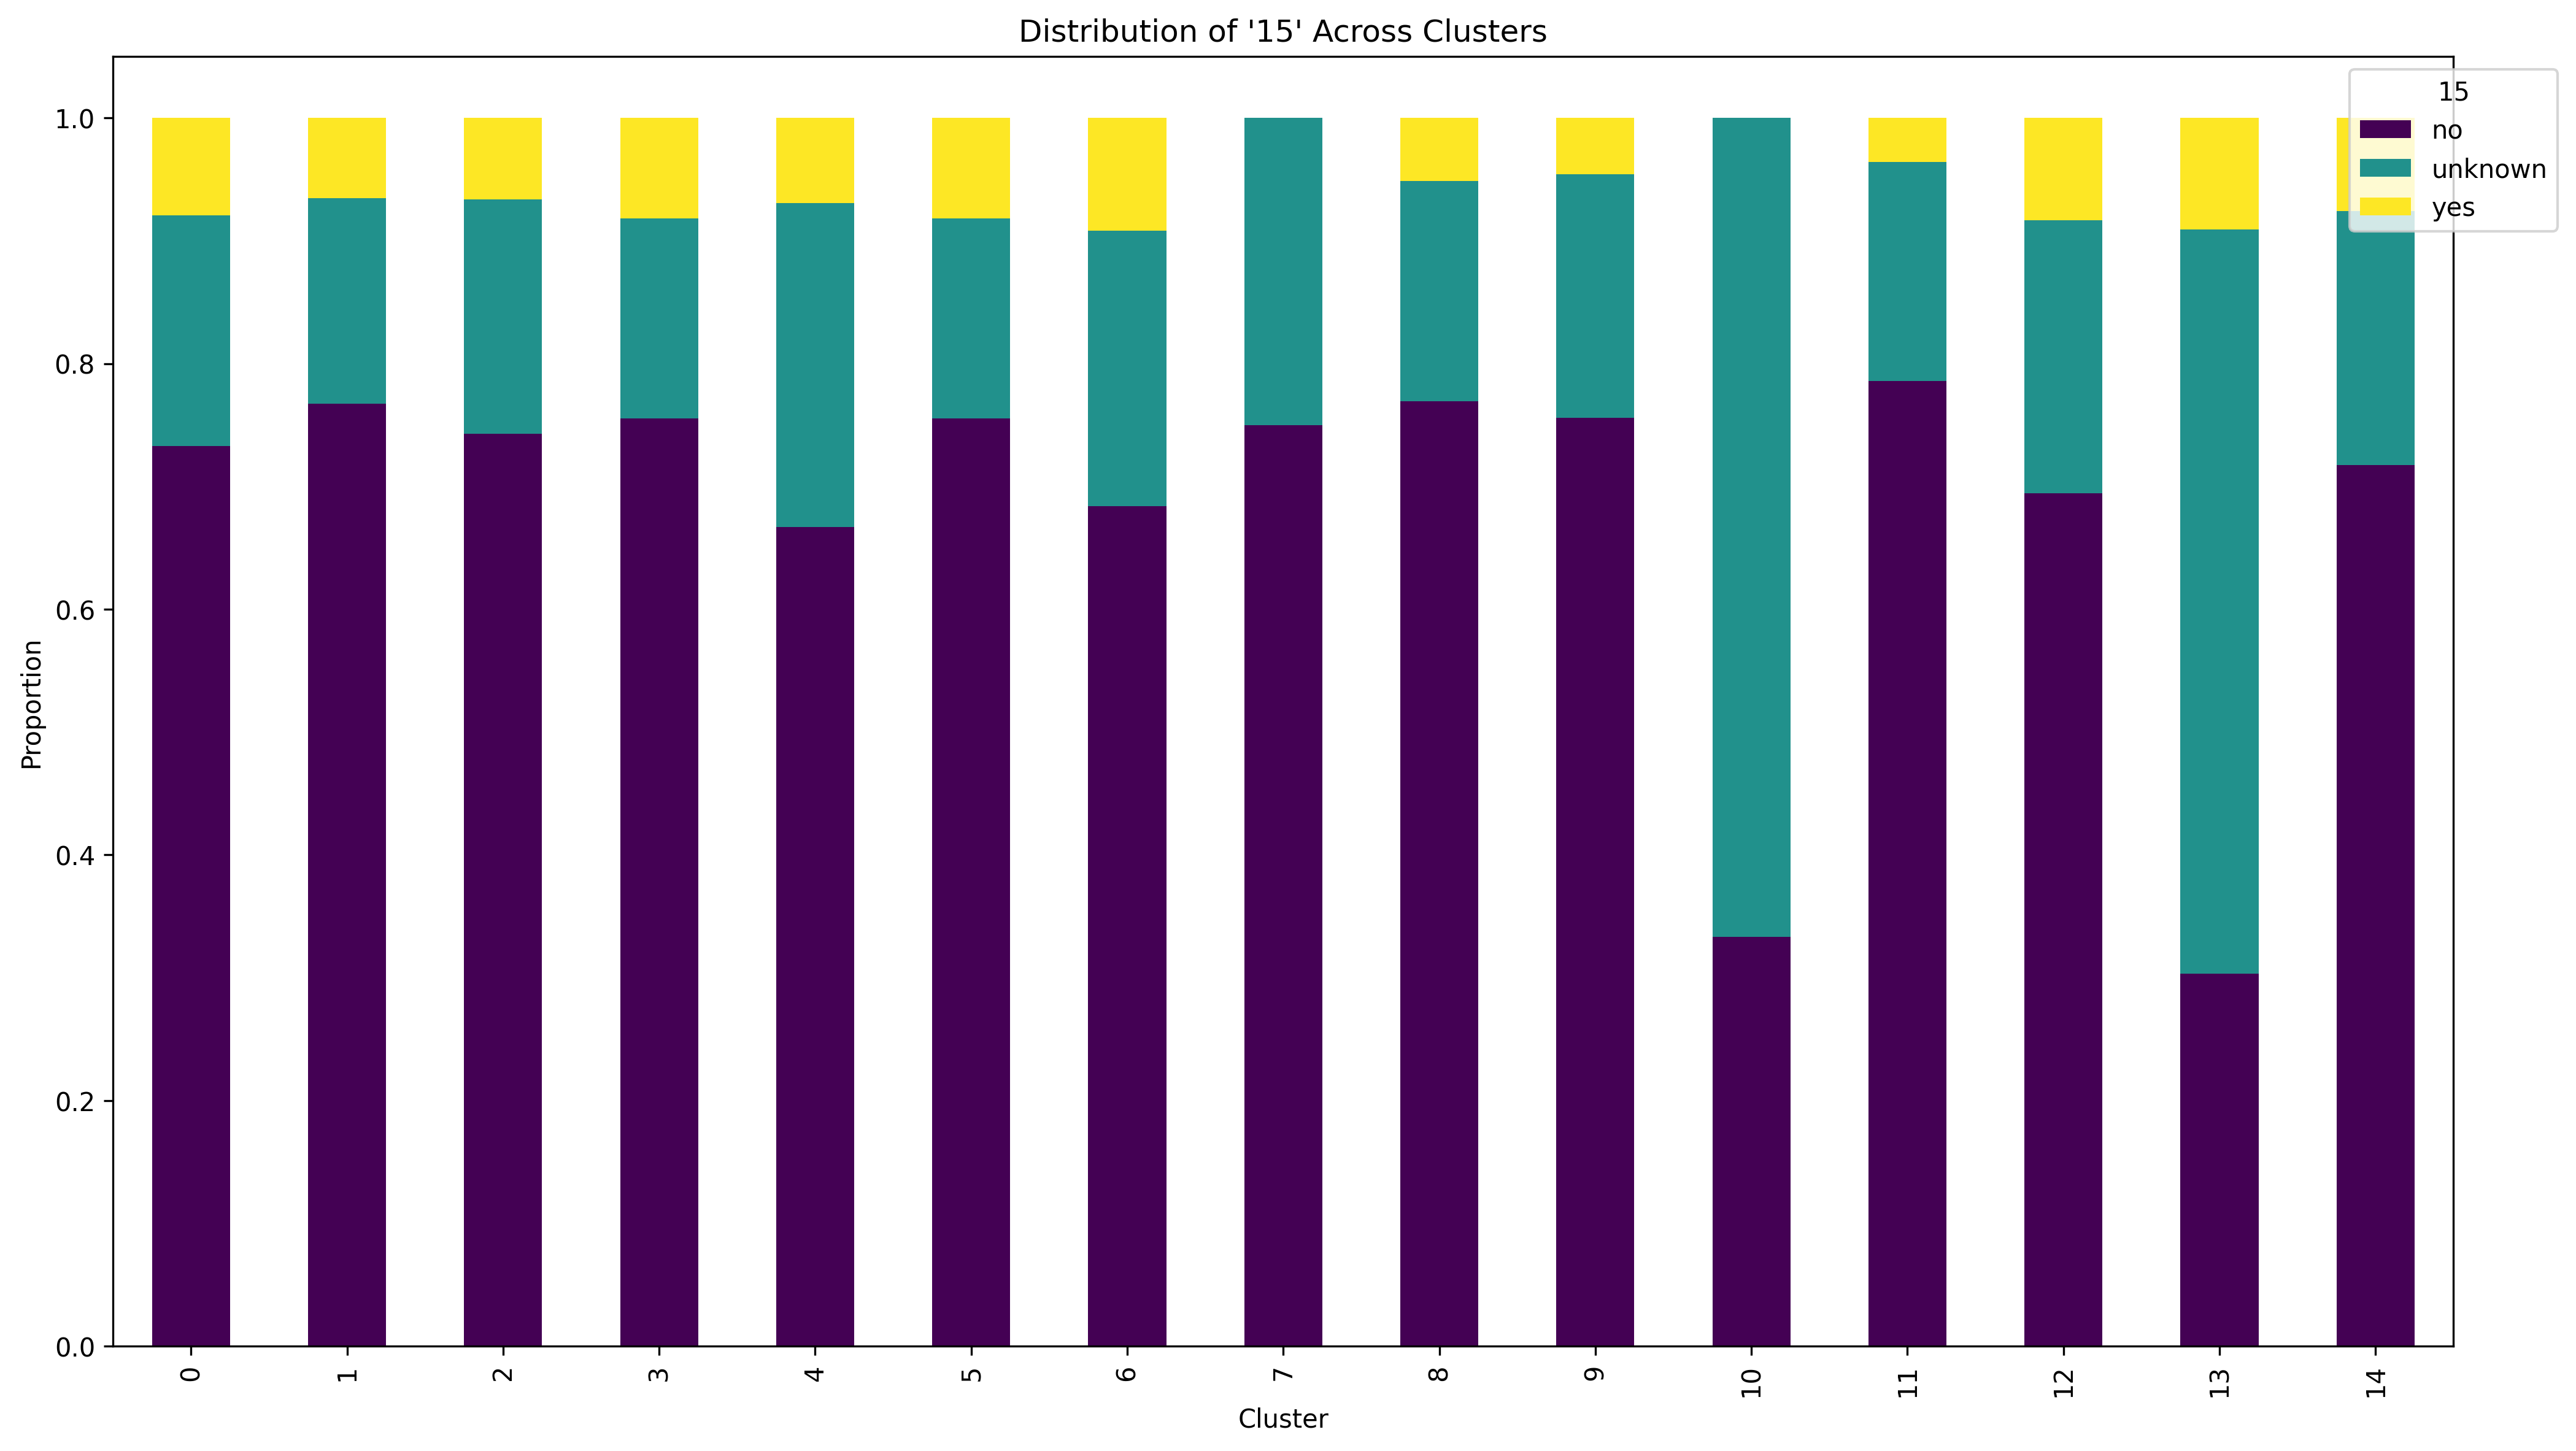 Distribution of '15' Across Clusters
15
no
unknown
yes
1.0
0.8
0.6
0.4
0.2
0.0
Proportion
0 1 2 3 4 5 6 7 8 9 10 11 12 13 14
Cluster